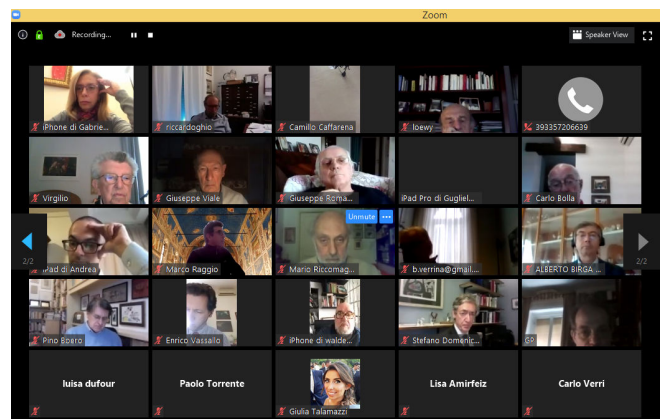 Zoom
Recording...
Speaker View
iPhone di Gabrie...
riccardoghio
Camillo Caffarena
loewy
393357206639
Virgilio
Giuseppe Viale
Giuseppe Roma...
iPad Pro di Gugliel...
Carlo Bolla
Unmute
2/2
iPad di Andrea
Marco Raggio
Mario Riccomag...
b.verrina@gmail....
ALBERTO BIRGA ...
2/2
Pino Boero
Enrico Vassallo
iPhone di walde...
Stefano Domenic...
GP
luisa dufour
Paolo Torrente
Giulia Talamazzi
Lisa Amirfeiz
Carlo Verri